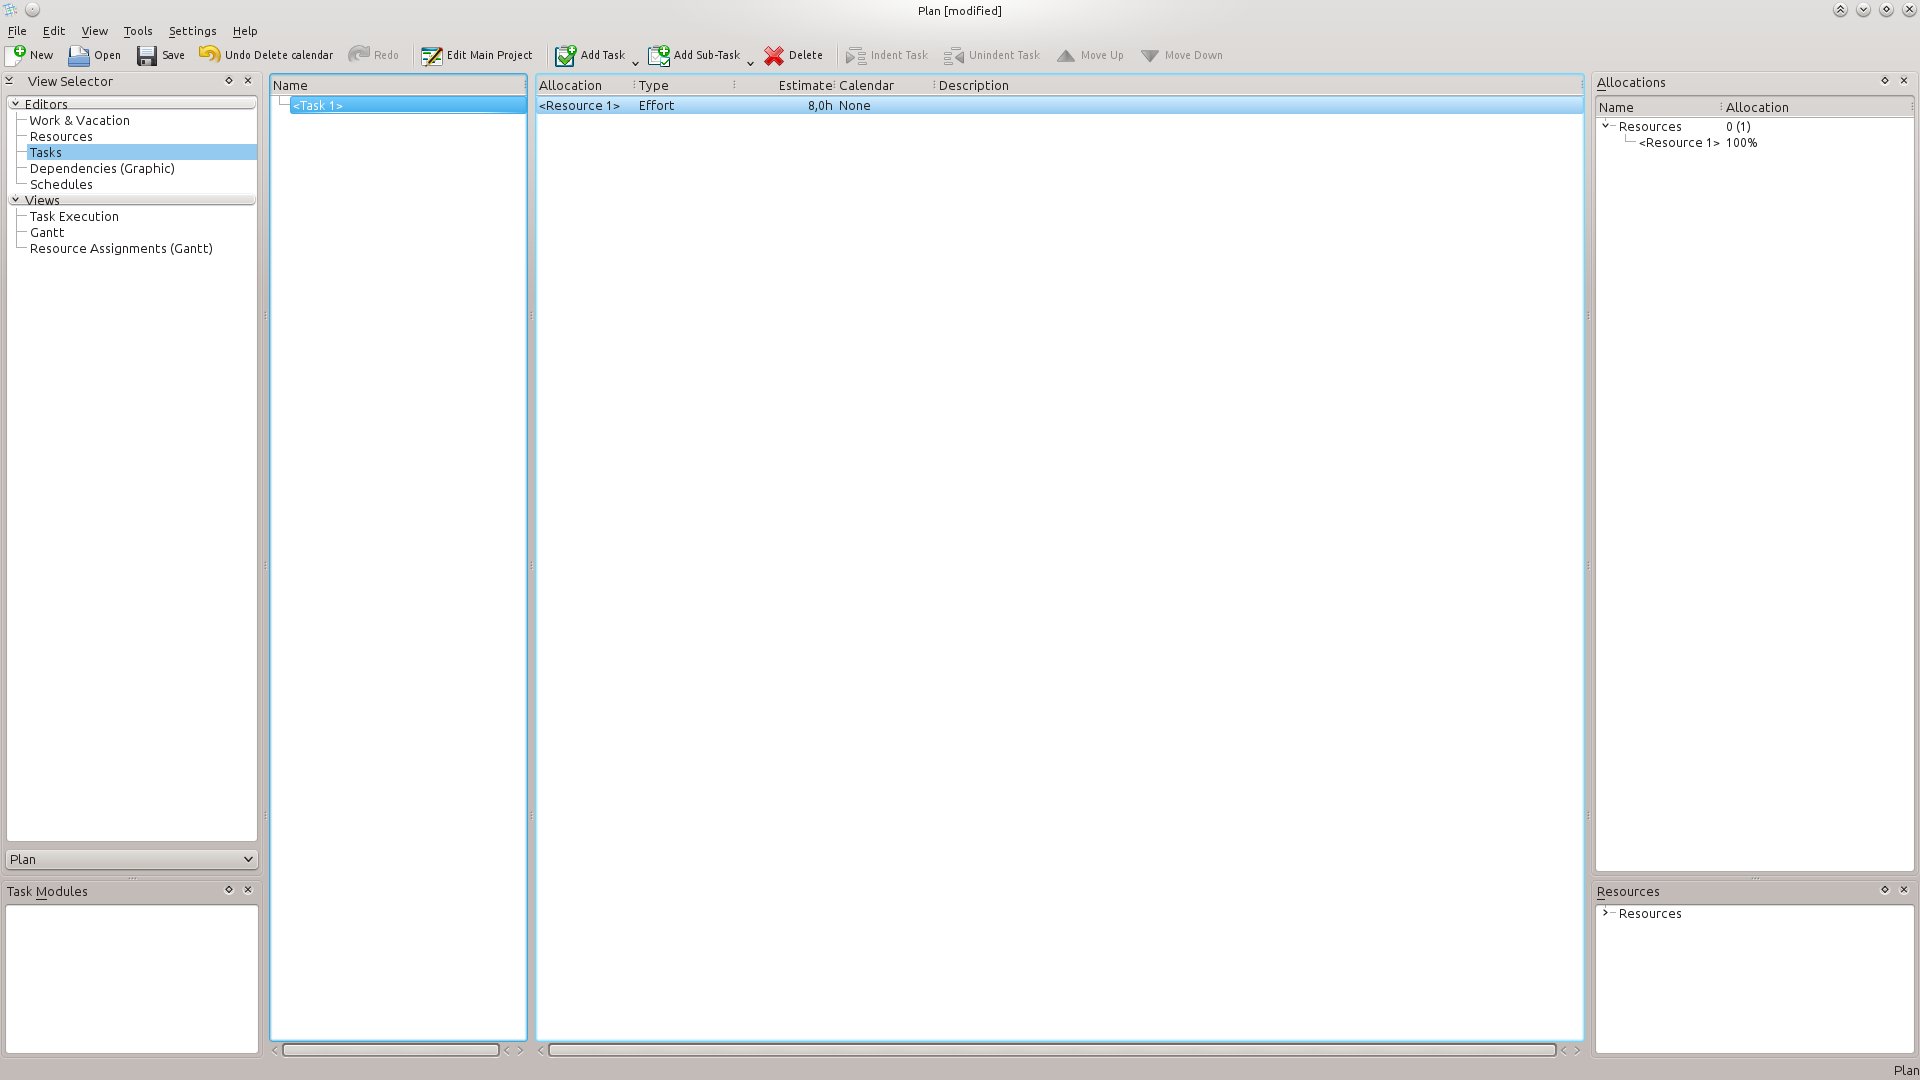 Plan [modified]
File Edit View Tools Settings Help
New Open Save Undo Delete calendar Redo Edit Main Project Add Task Add Sub-Task Delete Indent Task Unindent Task Move Up Move Down
View Selector
Editors
Work & Vacation
Resources
Tasks
Dependencies (Graphic)
Schedules
Views
Task Execution
Gantt
Resource Assignments (Gantt)
Plan
Task Modules
Name
<Task 1>
Allocation Type Estimate Calendar Description
<Resource 1> Effort 8,0h None
Allocations
Name Allocation
Resources 0 (1)
<Resource 1> 100%
Resources
Resources
Plan